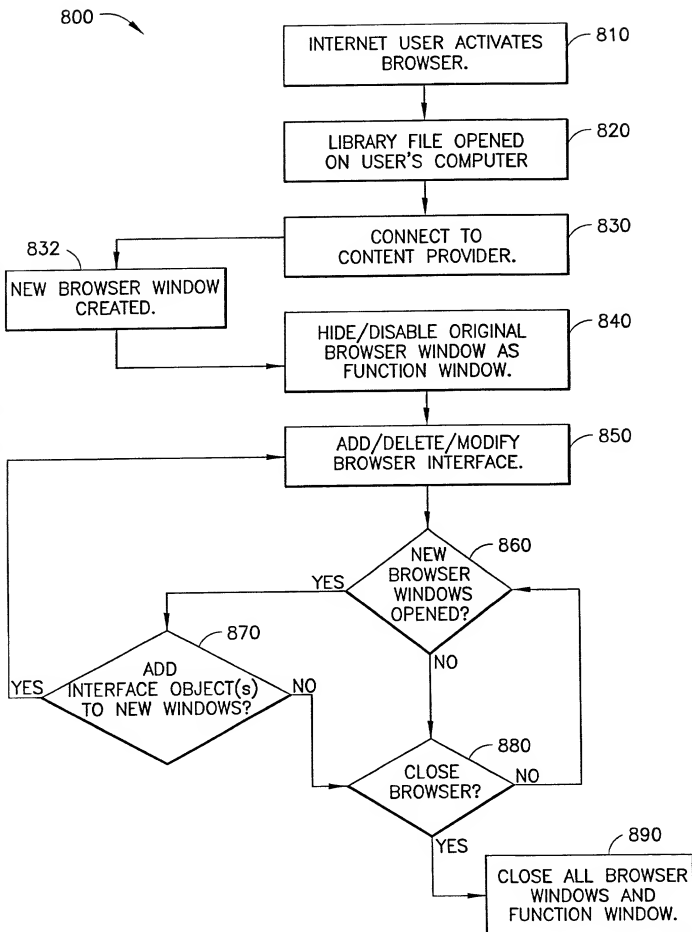 800
INTERNET USER ACTIVATES
BROWSER.
810
LIBRARY FILE OPENED
ON USER'S COMPUTER
820
CONNECT TO
CONTENT PROVIDER.
830
832
NEW BROWSER WINDOW
CREATED.
HIDE/DISABLE ORIGINAL
BROWSER WINDOW AS
FUNCTION WINDOW.
840
ADD/DELETE/MODIFY
BROWSER INTERFACE.
850
860
NEW
BROWSER
WINDOWS
OPENED?
YES
NO
870
ADD
INTERFACE OBJECT(s)
TO NEW WINDOWS?
YES
NO
880
CLOSE
BROWSER?
NO
YES
890
CLOSE ALL BROWSER
WINDOWS AND
FUNCTION WINDOW.